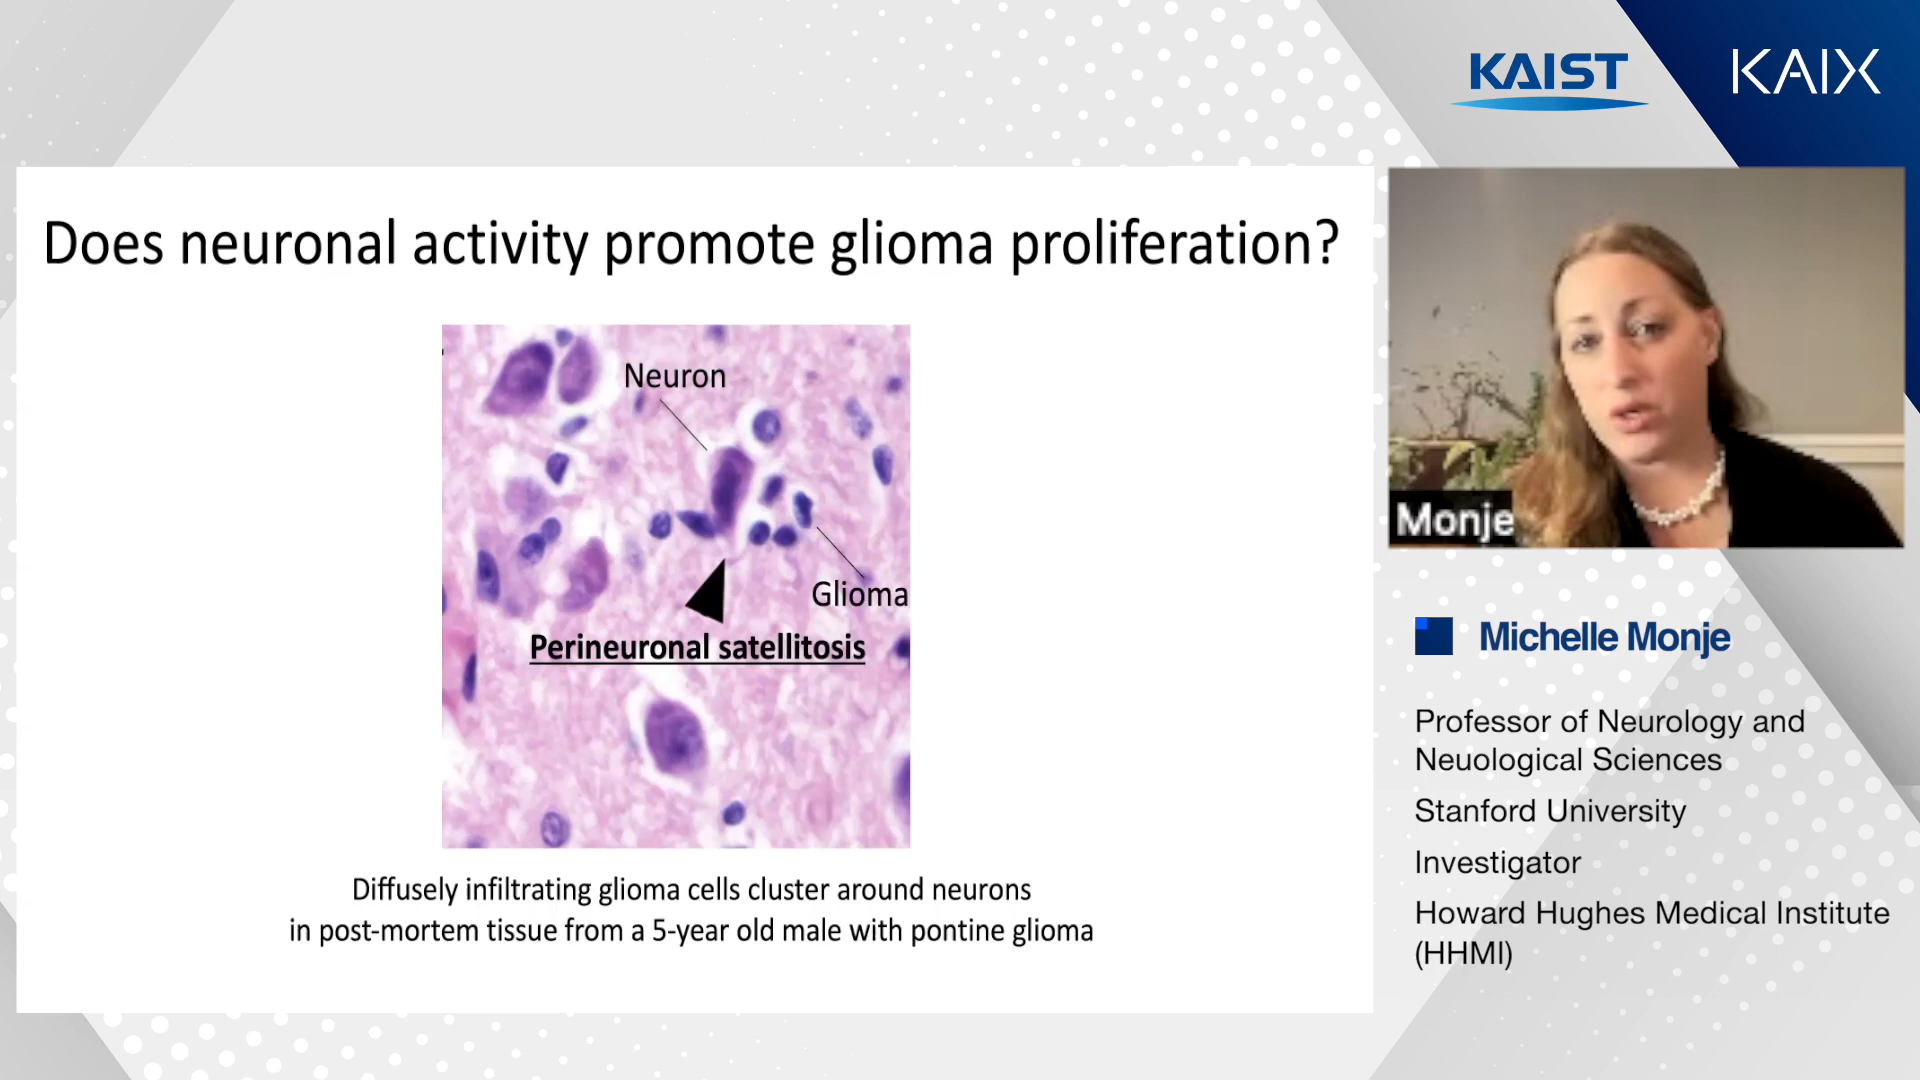 KAIST
KAIX
Does neuronal activity promote glioma proliferation?
Neuron
Glioma
Perineuronal satellitosis
Diffusely infiltrating glioma cells cluster around neurons
in post-mortem tissue from a 5-year old male with pontine glioma
Monje
Michelle Monje
Professor of Neurology and
Neuological Sciences
Stanford University
Investigator
Howard Hughes Medical Institute
(HHMI)